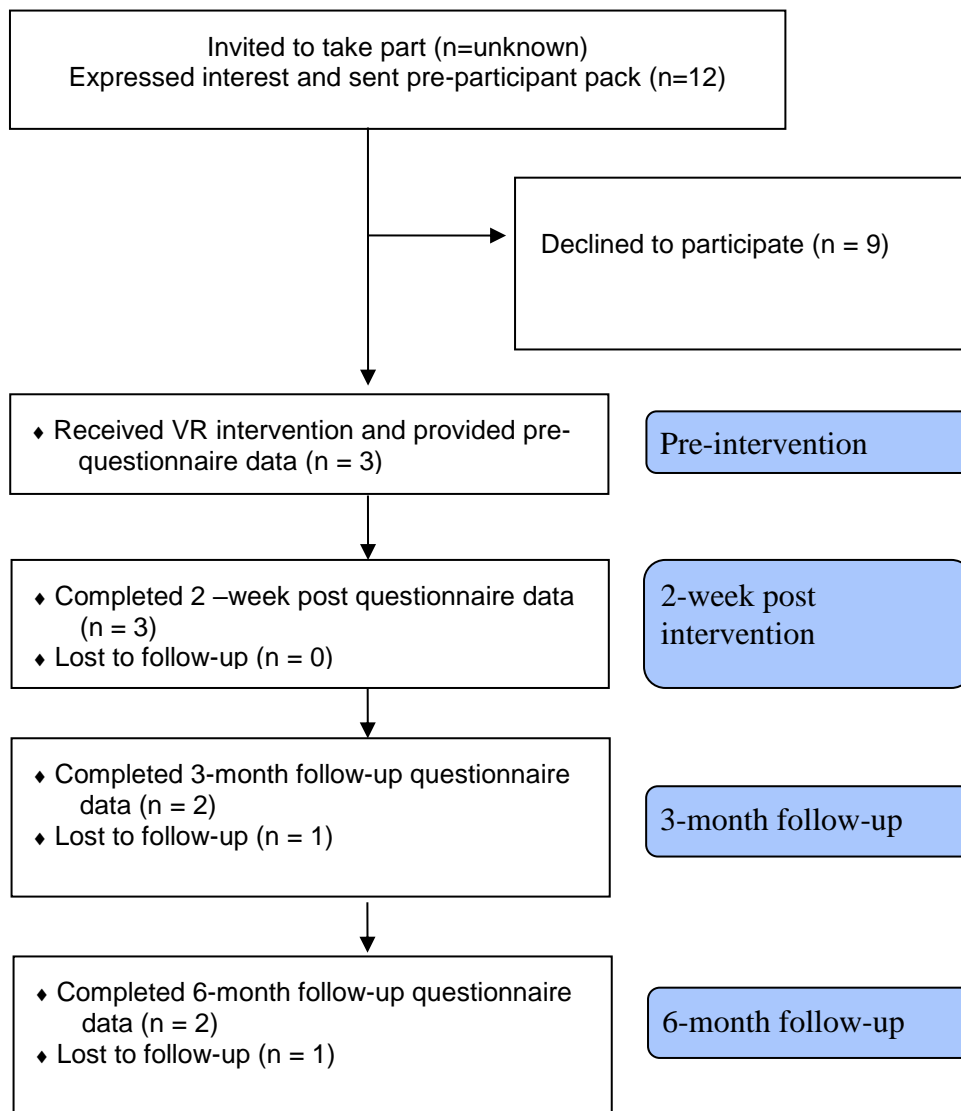 Invited to take part (n=unknown)
Expressed interest and sent pre-participant pack (n=12)
Declined to participate (n = 9)
♦ Received VR intervention and provided pre-
questionnaire data (n = 3)
Pre-intervention
♦ Completed 2 –week post questionnaire data
(n = 3)
♦ Lost to follow-up (n = 0)
2-week post
intervention
♦ Completed 3-month follow-up questionnaire
data (n = 2)
♦ Lost to follow-up (n = 1)
3-month follow-up
♦ Completed 6-month follow-up questionnaire
data (n = 2)
♦ Lost to follow-up (n = 1)
6-month follow-up